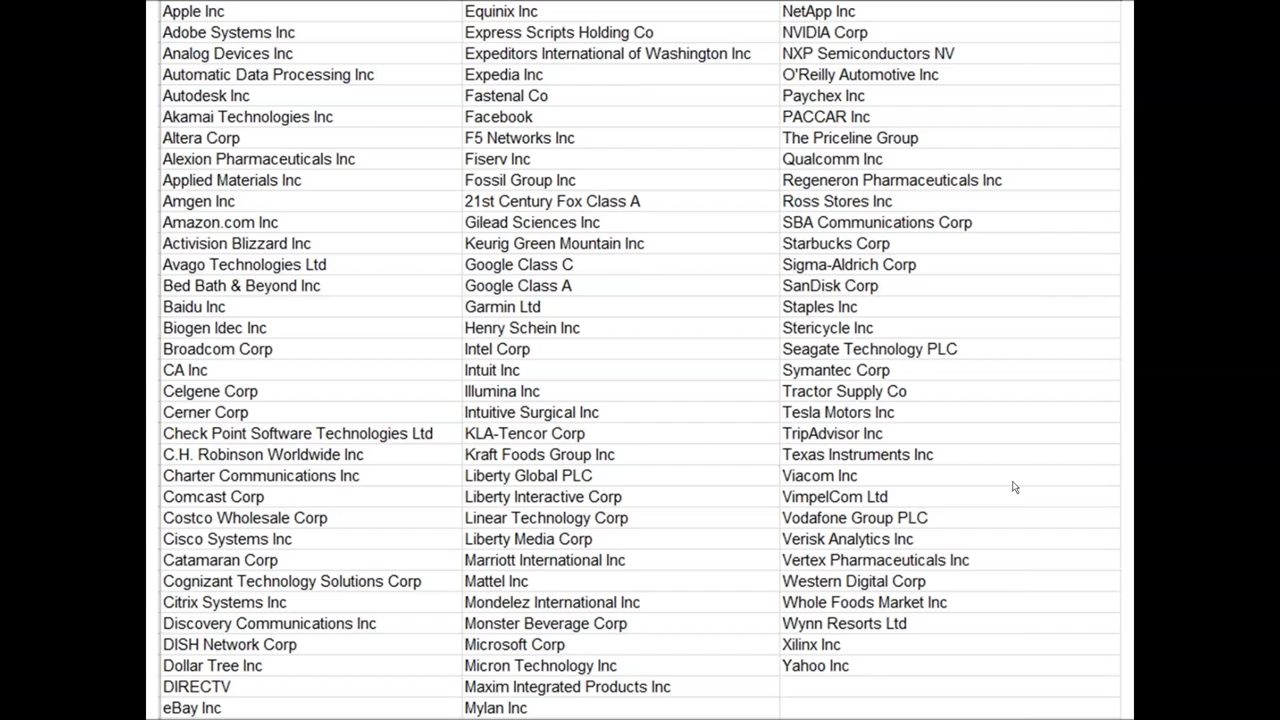 Apple Inc
Adobe Systems Inc
Analog Devices Inc
Automatic Data Processing Inc
Autodesk Inc
Akamai Technologies Inc
Altera Corp
Alexion Pharmaceuticals Inc
Applied Materials Inc
Amgen Inc
Amazon.com Inc
Activision Blizzard Inc
Avago Technologies Ltd
Bed Bath & Beyond Inc
Baidu Inc
Biogen Idec Inc
Broadcom Corp
CA Inc
Celgene Corp
Cerner Corp
Check Point Software Technologies Ltd
C.H. Robinson Worldwide Inc
Charter Communications Inc
Comcast Corp
Costco Wholesale Corp
Cisco Systems Inc
Catamaran Corp
Cognizant Technology Solutions Corp
Citrix Systems Inc
Discovery Communications Inc
DISH Network Corp
Dollar Tree Inc
DIRECTV
eBay Inc
Equinix Inc
Express Scripts Holding Co
Expeditors International of Washington Inc
Expedia Inc
Fastenal Co
Facebook
F5 Networks Inc
Fiserv Inc
Fossil Group Inc
21st Century Fox Class A
Gilead Sciences Inc
Keurig Green Mountain Inc
Google Class C
Google Class A
Garmin Ltd
Henry Schein Inc
Intel Corp
Intuit Inc
Illumina Inc
Intuitive Surgical Inc
KLA-Tencor Corp
Kraft Foods Group Inc
Liberty Global PLC
Liberty Interactive Corp
Linear Technology Corp
Liberty Media Corp
Marriott International Inc
Mattel Inc
Mondelez International Inc
Monster Beverage Corp
Microsoft Corp
Micron Technology Inc
Maxim Integrated Products Inc
Mylan Inc
NetApp Inc
NVIDIA Corp
NXP Semiconductors NV
O'Reilly Automotive Inc
Paychex Inc
PACCAR Inc
The Priceline Group
Qualcomm Inc
Regeneron Pharmaceuticals Inc
Ross Stores Inc
SBA Communications Corp
Starbucks Corp
Sigma-Aldrich Corp
SanDisk Corp
Staples Inc
Stericycle Inc
Seagate Technology PLC
Symantec Corp
Tractor Supply Co
Tesla Motors Inc
TripAdvisor Inc
Texas Instruments Inc
Viacom Inc
VimpelCom Ltd
Vodafone Group PLC
Verisk Analytics Inc
Vertex Pharmaceuticals Inc
Western Digital Corp
Whole Foods Market Inc
Wynn Resorts Ltd
Xilinx Inc
Yahoo Inc